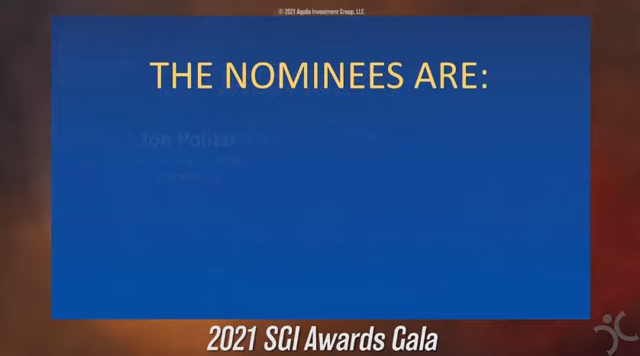 © 2021 Aquila Investment Group, LLC
THE NOMINEES ARE:
Jon Polizzi
2021 SGI Awards Gala